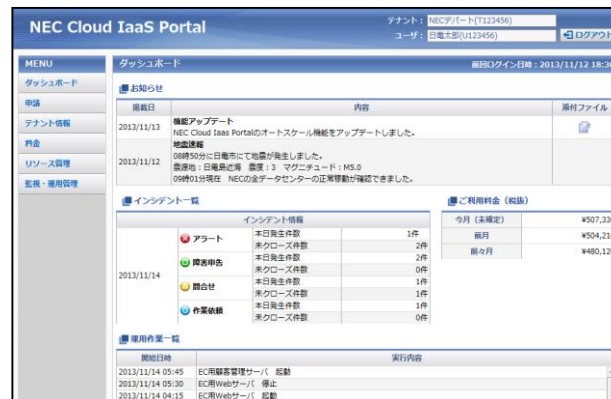 NEC Cloud IaaS Portal
テナント： NECデパート(T123456)
ユーザ： 日電太郎(U123456)
ログアウト
MENU
ダッシュボード
申請
テナント情報
料金
リソース管理
監視・運用管理
ダッシュボード
前回ログイン日時：2013/11/12 18:30
お知らせ
掲載日 内容 添付ファイル
2013/11/13
機能アップデート
NEC Cloud Iaas Portalのオートスケール機能をアップデートしました。
2013/11/12
地震速報
08時50分に日電市にて地震が発生しました。
震源地：日電島近海 震度：3 マグニチュード：M5.0
09時01分現在 NECの全データセンターの正常稼動が確認できました。
インシデント一覧
インシデント情報
2013/11/14
アラート
本日発生件数 1件
未クローズ件数 2件
障害申告
本日発生件数 2件
未クローズ件数 0件
問合せ
本日発生件数 1件
未クローズ件数 1件
作業依頼
本日発生件数 1件
未クローズ件数 0件
ご利用料金（税抜）
今月（未確定）
前月
前々月
運用作業一覧
開始日時 実行内容
2013/11/14 05:45 EC用顧客管理サーバ 起動
2013/11/14 05:30 EC用Webサーバ 停止
2013/11/14 04:15 EC用Webサーバ 起動